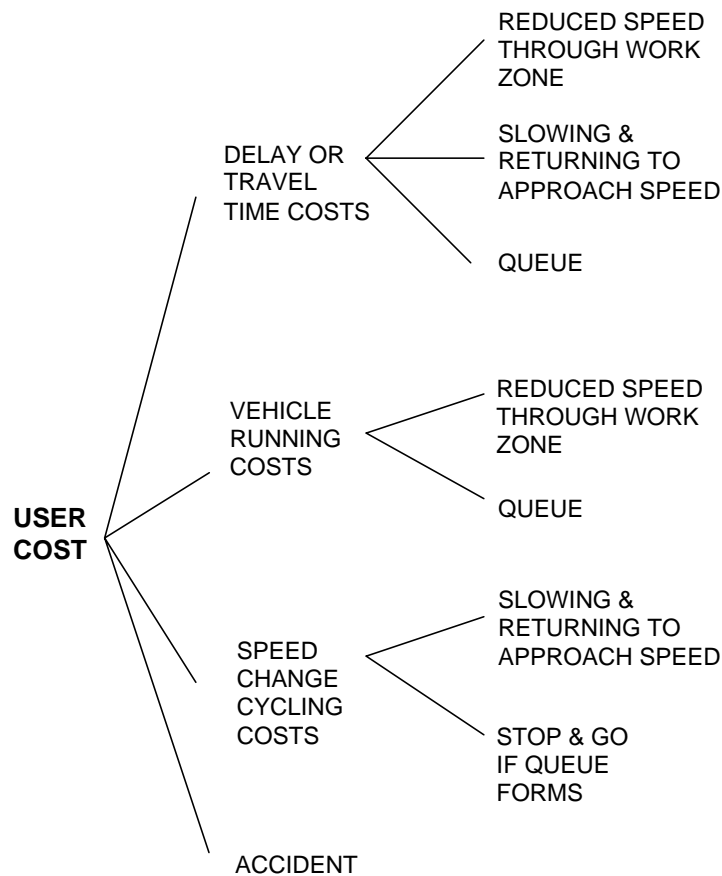 REDUCED SPEED
THROUGH WORK
ZONE
DELAY OR
TRAVEL
TIME COSTS
SLOWING &
RETURNING TO
APPROACH SPEED
QUEUE
VEHICLE
RUNNING
COSTS
REDUCED SPEED
THROUGH WORK
ZONE
QUEUE
USER
COST
SPEED
CHANGE
CYCLING
COSTS
SLOWING &
RETURNING TO
APPROACH SPEED
STOP & GO
IF QUEUE
FORMS
ACCIDENT